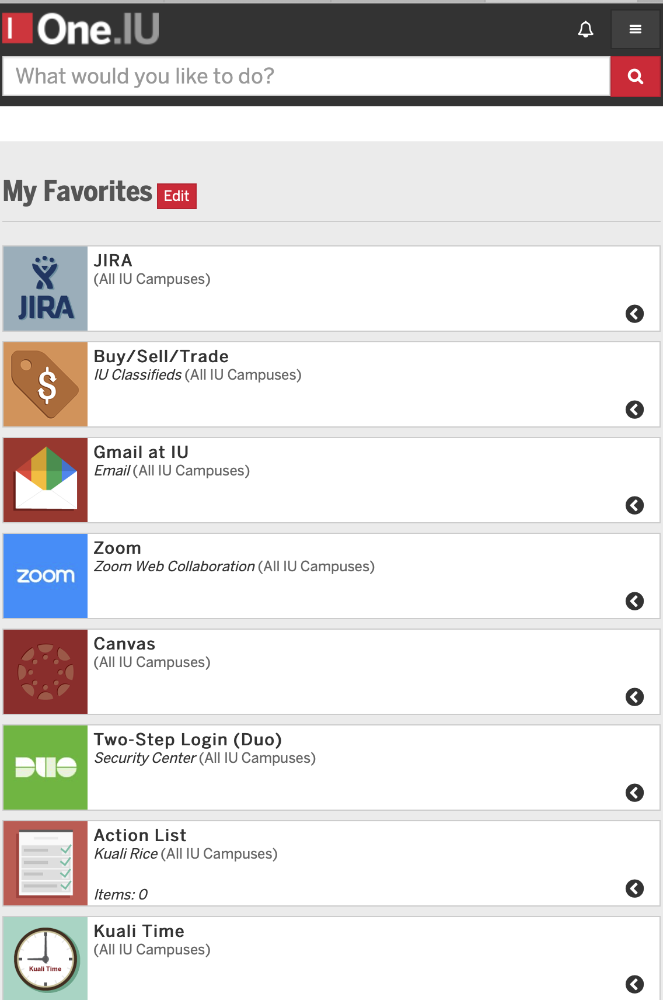 One.IU
What would you like to do?
My Favorites Edit
JIRA
(All IU Campuses)
JIRA
Buy/Sell/Trade
IU Classifieds (All IU Campuses)
$
Gmail at IU
Email (All IU Campuses)
Zoom
Zoom Web Collaboration (All IU Campuses)
zoom
Canvas
(All IU Campuses)
Two-Step Login (Duo)
Security Center (All IU Campuses)
DUO
Action List
Kuali Rice (All IU Campuses)
Items: 0
Kuali Time
(All IU Campuses)
Kuali Time